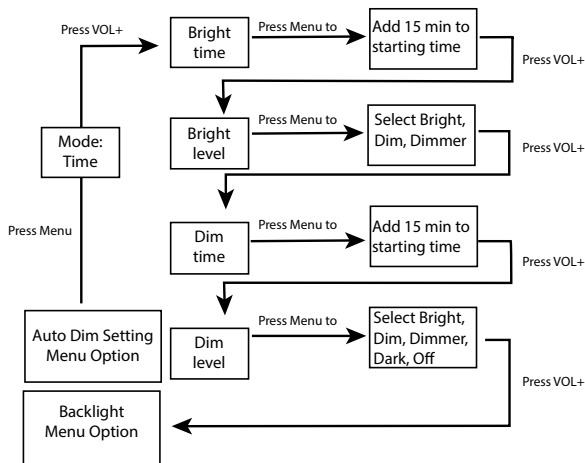 Press VOL+
Bright
time
Press Menu to
Add 15 min to
starting time
Press VOL+
Mode:
Time
Bright
level
Press Menu to
Select Bright,
Dim, Dimmer
Press VOL+
Press Menu
Dim
time
Press Menu to
Add 15 min to
starting time
Press VOL+
Auto Dim Setting
Menu Option
Dim
level
Press Menu to
Select Bright,
Dim, Dimmer,
Dark, Off
Press VOL+
Backlight
Menu Option